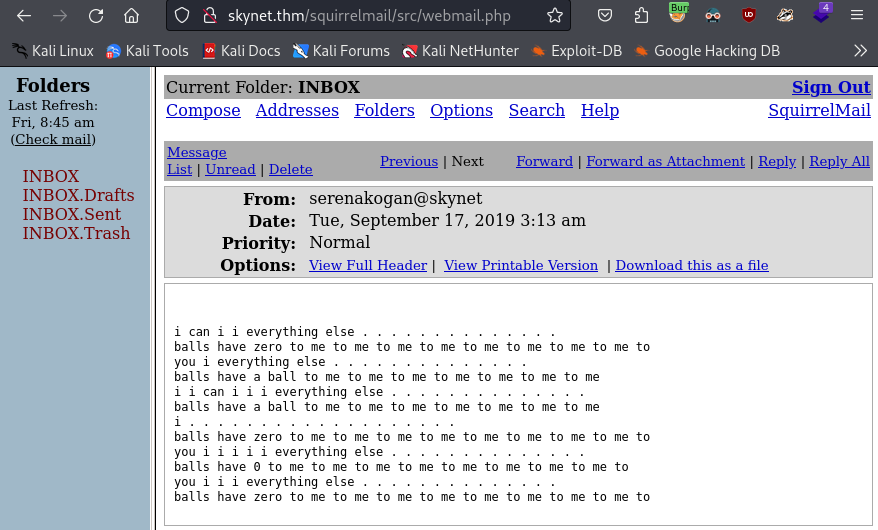 skynet.thm/squirrelmail/src/webmail.php
Bur
4
Kali Linux Kali Tools Kali Docs Kali Forums Kali NetHunter Exploit-DB Google Hacking DB
Folders
Last Refresh:
Fri, 8:45 am
(Check mail)
INBOX
INBOX.Drafts
INBOX.Sent
INBOX.Trash
Current Folder: INBOX Sign Out
Compose Addresses Folders Options Search Help SquirrelMail
Message
List | Unread | Delete Previous | Next Forward | Forward as Attachment | Reply | Reply All
From: serenakogan@skynet
Date: Tue, September 17, 2019 3:13 am
Priority: Normal
Options: View Full Header | View Printable Version | Download this as a file
i can i i everything else . . . . . . . . . . . . . .
balls have zero to me to me to me to me to me to me to me to me to
you i everything else . . . . . . . . . . . . . .
balls have a ball to me to me to me to me to me to me to me
i i can i i i everything else . . . . . . . . . . . . . .
balls have a ball to me to me to me to me to me to me to me
i . . . . . . . . . . . . . . . . . . .
balls have zero to me to me to me to me to me to me to me to me to
you i i i i i everything else . . . . . . . . . . . . . .
balls have 0 to me to me to me to me to me to me to me to me to
you i i i everything else . . . . . . . . . . . . . .
balls have zero to me to me to me to me to me to me to me to me to